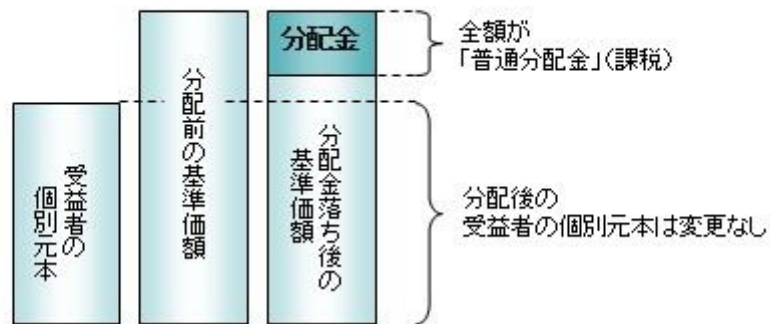 受益者の
個別元本
分配前の基準価額
分配金
分配金落ち後の
基準価額
全額が
「普通分配金」(課税)
分配後の
受益者の個別元本は変更なし